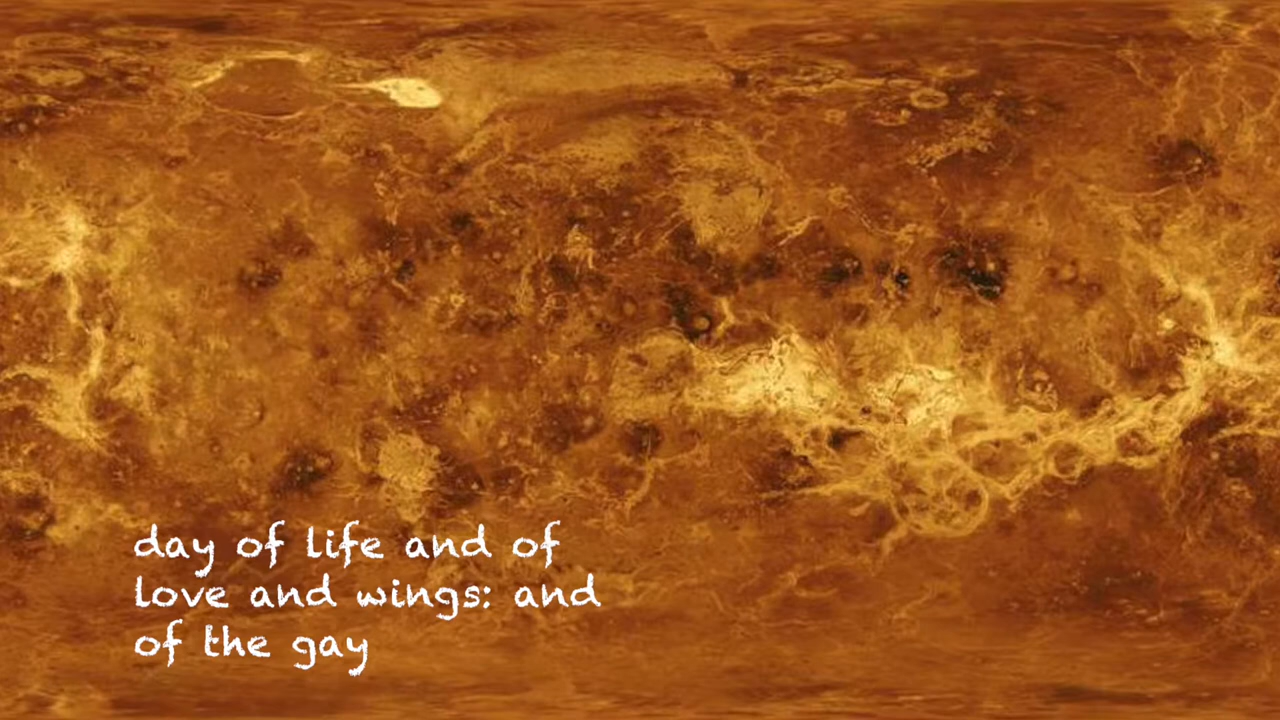 day of life and of
love and wings: and
of the gay